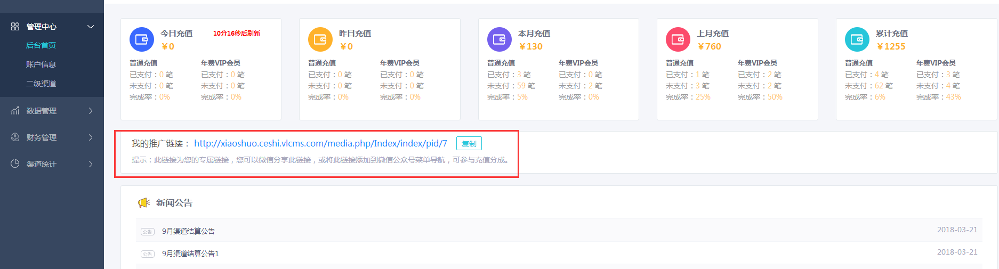 管理中心
后台首页
账户信息
二级渠道
数据管理
财务管理
渠道统计
今日充值 10分16秒后刷新
￥0
普通充值 年费VIP会员
已支付：0 笔 已支付：0 笔
未支付：0 笔 未支付：0 笔
完成率：0% 完成率：0%
昨日充值
￥0
普通充值 年费VIP会员
已支付：0 笔 已支付：0 笔
未支付：0 笔 未支付：0 笔
完成率：0% 完成率：0%
本月充值
￥130
普通充值 年费VIP会员
已支付：3 笔 已支付：0 笔
未支付：59 笔 未支付：2 笔
完成率：5% 完成率：0%
上月充值
￥760
普通充值 年费VIP会员
已支付：1 笔 已支付：2 笔
未支付：3 笔 未支付：2 笔
完成率：25% 完成率：50%
累计充值
￥1255
普通充值 年费VIP会员
已支付：4 笔 已支付：3 笔
未支付：62 笔 未支付：4 笔
完成率：6% 完成率：43%
我的推广链接： http://xiaoshuo.ceshi.vlcms.com/media.php/Index/index/pid/7 复制
提示：此链接为您的专属链接，您可以微信分享此链接，或将此链接添加到微信公众号菜单导航，可参与充值分成。
新闻公告
公告 9月渠道结算公告 2018-03-21
公告 9月渠道结算公告1 2018-03-21